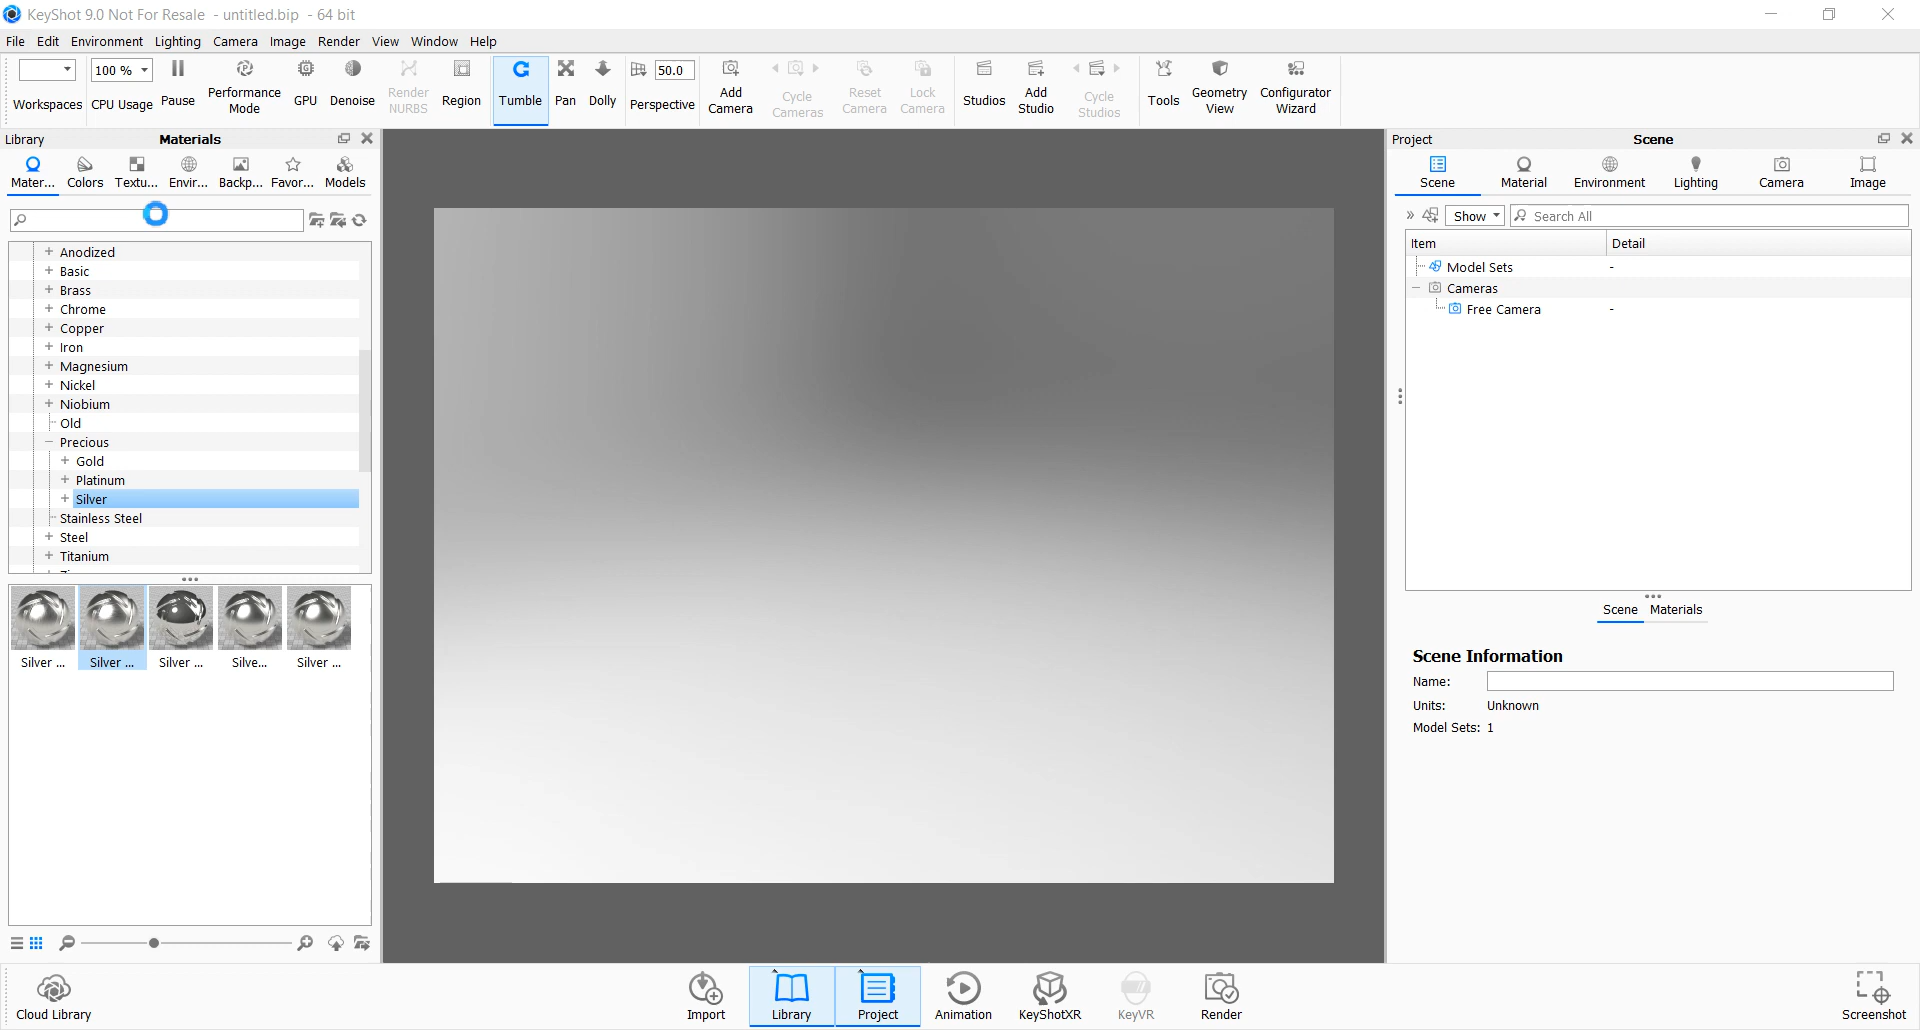 KeyShot 9.0 Not For Resale - untitled.bip - 64 bit
File Edit Environment Lighting Camera Image Render View Window Help
Workspaces
100 %
CPU Usage
Pause
Performance Mode
GPU
Denoise
Render NURBS
Region
Tumble
Pan
Dolly
50.0
Perspective
Add Camera
Cycle Cameras
Reset Camera
Lock Camera
Studios
Add Studio
Cycle Studios
Tools
Geometry View
Configurator Wizard
Library Materials
Mater... Colors Textu... Envir... Backp... Favor... Models
Anodized
Basic
Brass
Chrome
Copper
Iron
Magnesium
Nickel
Niobium
Old
Precious
Gold
Platinum
Silver
Stainless Steel
Steel
Titanium
Silver ... Silver ... Silver ... Silve... Silver ...
Project Scene
Scene Material Environment Lighting Camera Image
» Show Search All
Item Detail
Model Sets -
Cameras
Free Camera -
Scene Materials
Scene Information
Name:
Units: Unknown
Model Sets: 1
Cloud Library
Import
Library
Project
Animation
KeyShotXR
KeyVR
Render
Screenshot